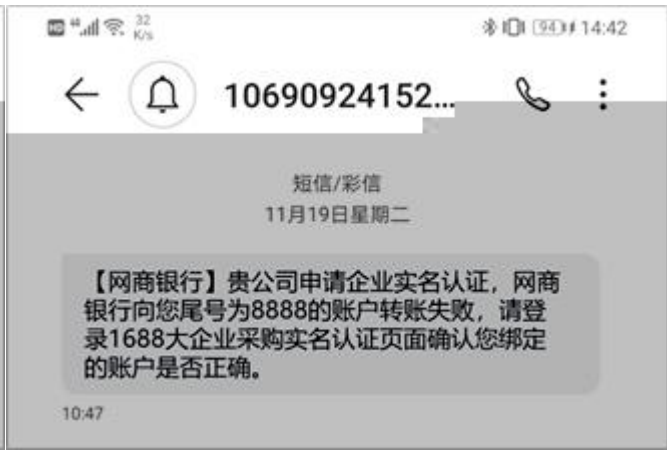 HD 4G 32 K/s 94 14:42
10690924152...
短信/彩信
11月19日星期二
【网商银行】贵公司申请企业实名认证，网商
银行向您尾号为8888的账户转账失败，请登
录1688大企业采购实名认证页面确认您绑定
的账户是否正确。
10:47